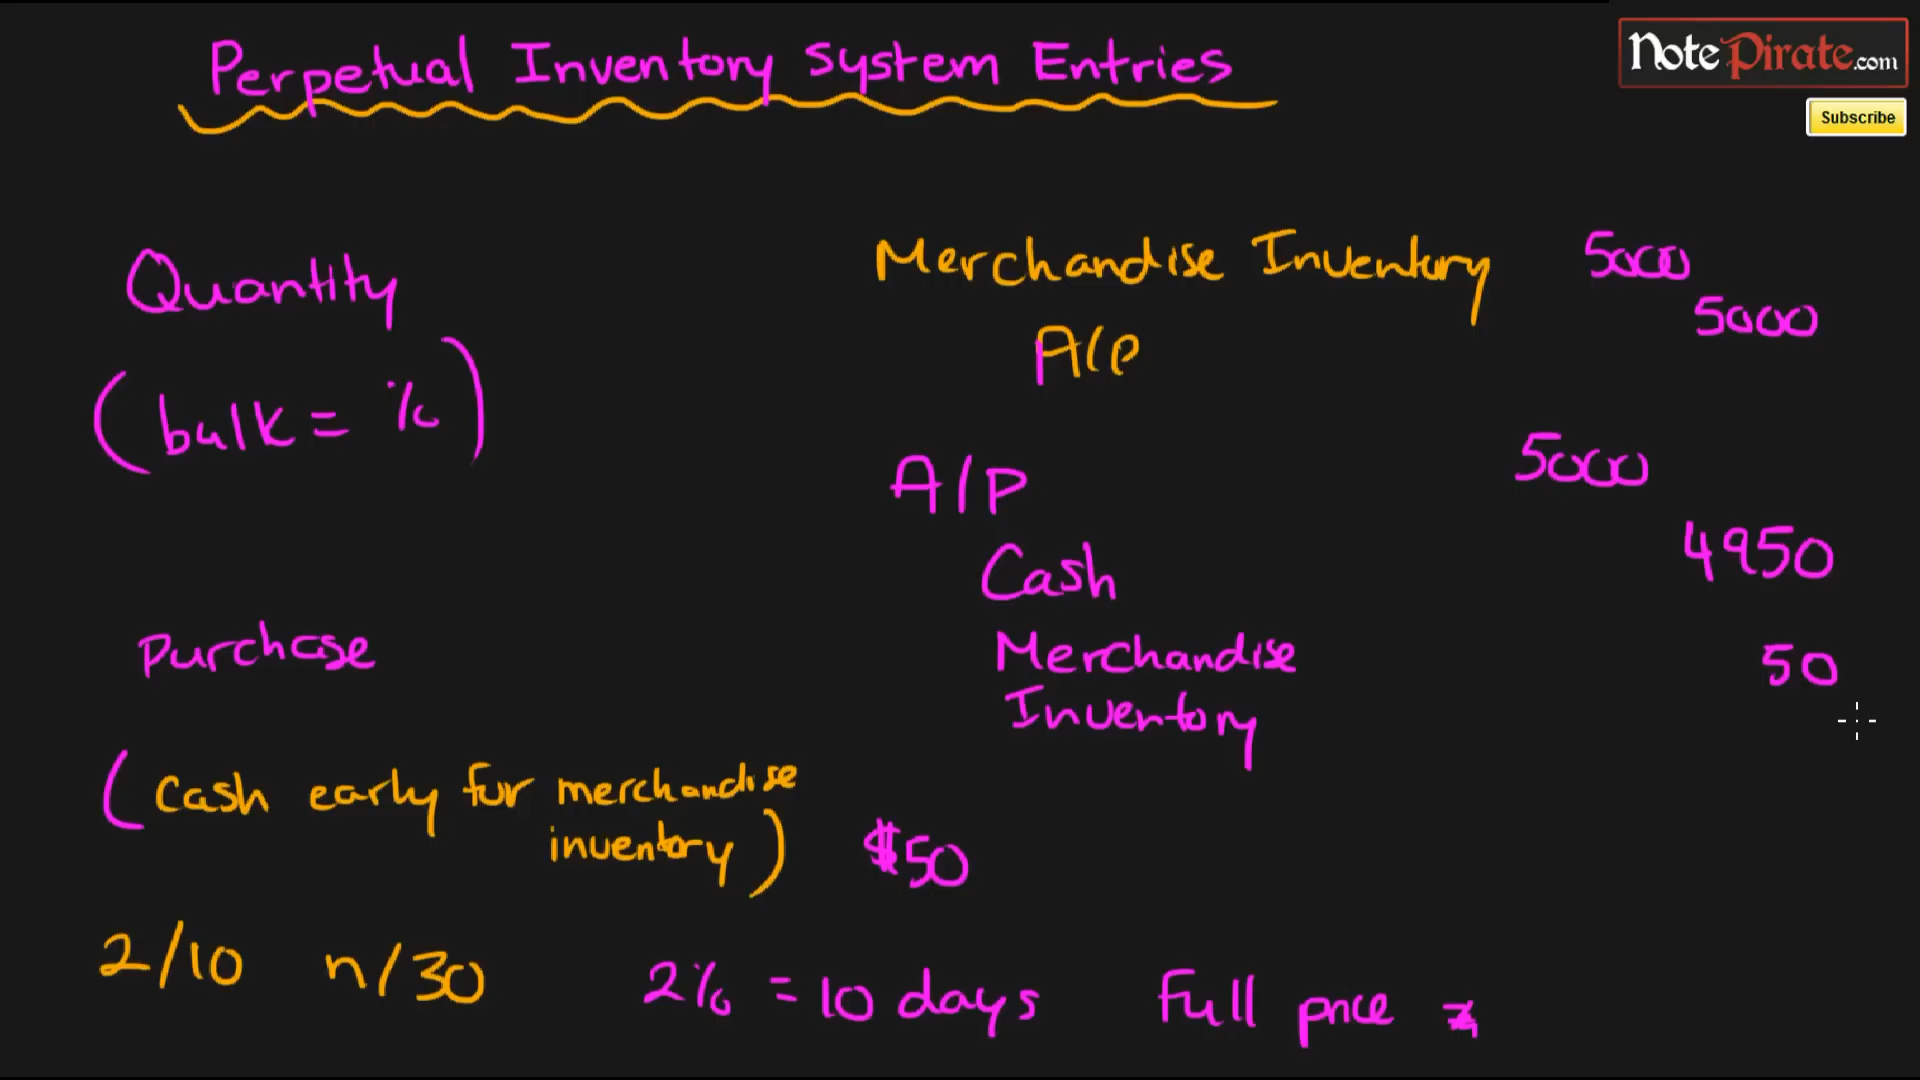 Perpetual Inventory System Entries
NotePirate.com
Subscribe
Quantity
(bulk = %)
Merchandise Inventory 5000
A/P 5000
A/P 5000
Cash 4950
Merchandise Inventory 50
Purchase
(Cash early for merchandise
inventory) $50
2/10 n/30 2% = 10 days Full price